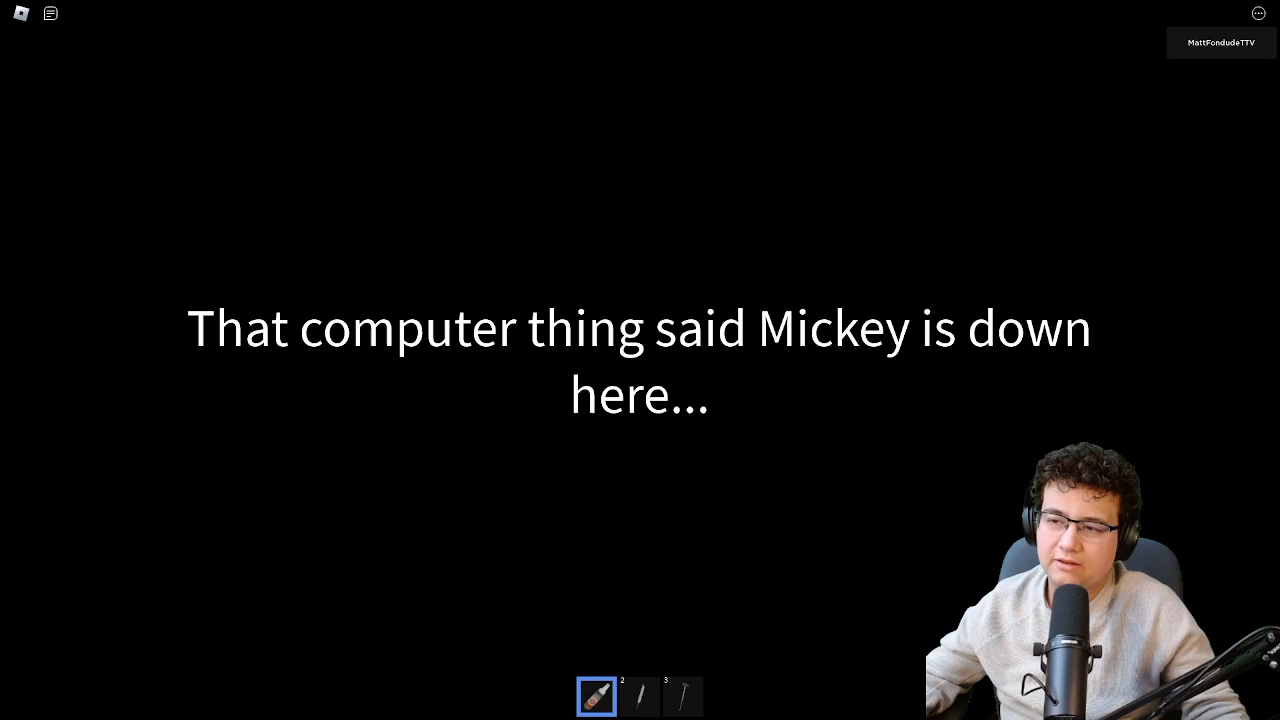 MattFondudeTTV
That computer thing said Mickey is down
here...
2
3